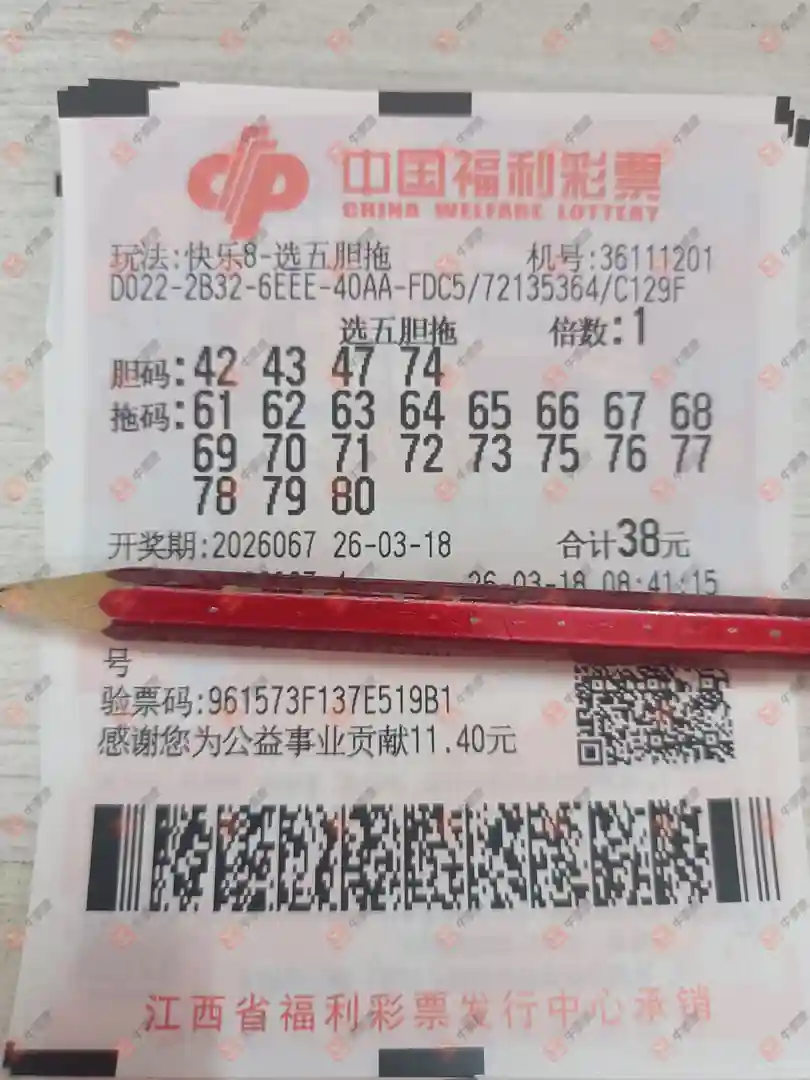 中国福利彩票
CHINA WELFARE LOTTERY
玩法:快乐8-选五胆拖 机号:36111201
D022-2B32-6EEE-40AA-FDC5/72135364/C129F
选五胆拖 倍数:1
胆码:42 43 47 74
拖码:61 62 63 64 65 66 67 68
69 70 71 72 73 75 76 77
78 79 80
开奖期:2026067 26-03-18 合计38元
26-03-18 08:41:15
号
验票码:961573F137E519B1
感谢您为公益事业贡献11.40元
江西省福利彩票发行中心承销